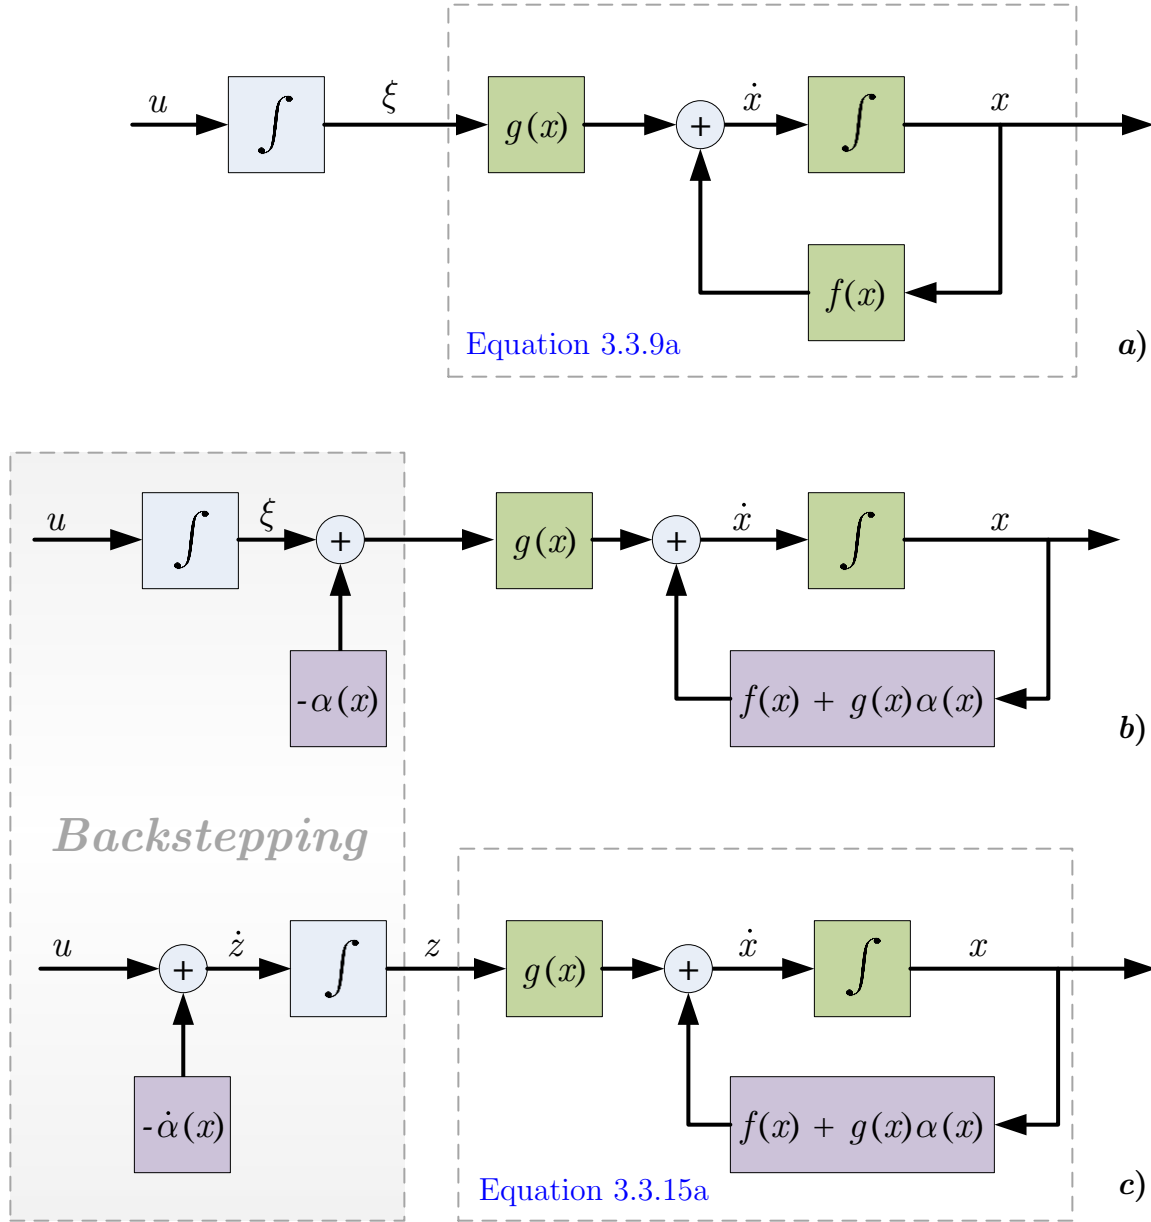 u
ξ
ẋ
x
∫
g(x)
+
∫
f(x)
Equation 3.3.9a
a)
u
ξ
ẋ
x
∫
+
g(x)
+
∫
-α(x)
f(x) + g(x)α(x)
b)
Backstepping
u
ż
z
ẋ
x
+
∫
g(x)
+
∫
-α̇(x)
f(x) + g(x)α(x)
Equation 3.3.15a
c)